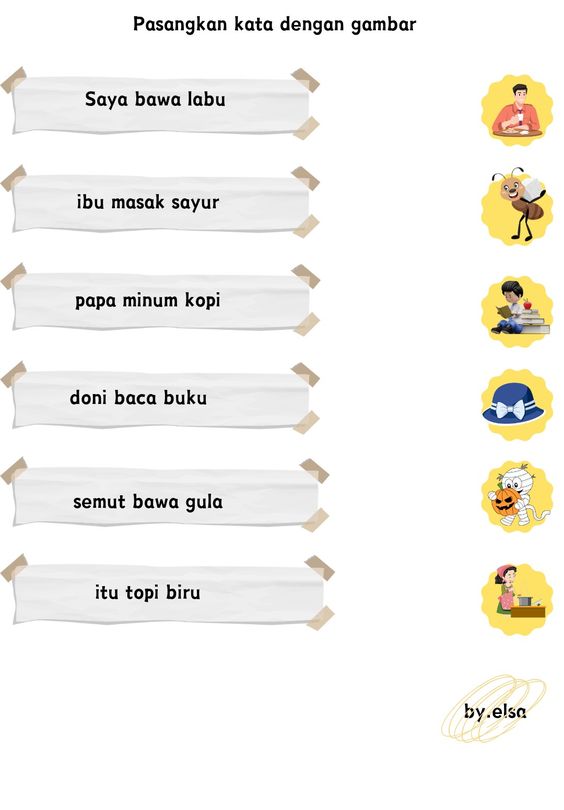 Pasangkan kata dengan gambar
Saya bawa labu
ibu masak sayur
papa minum kopi
doni baca buku
semut bawa gula
itu topi biru
by.elsa